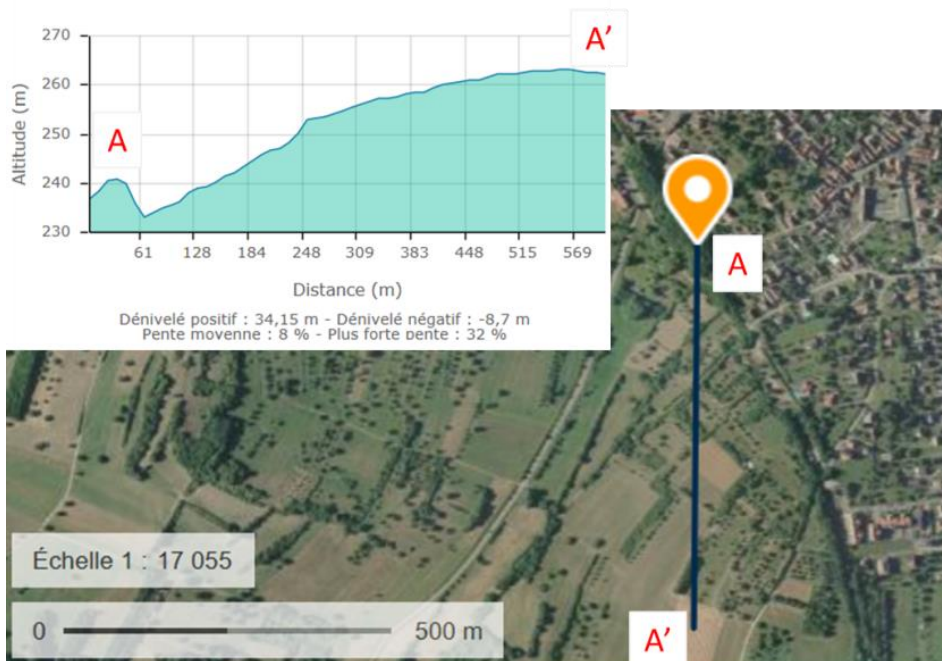 270
260
250
240
230
Altitude (m)
A
A’
61 128 184 248 309 383 448 515 569
Distance (m)
Dénivelé positif : 34,15 m - Dénivelé négatif : -8,7 m
Pente moyenne : 8 % - Plus forte pente : 32 %
A
Échelle 1 : 17 055
0 500 m
A’